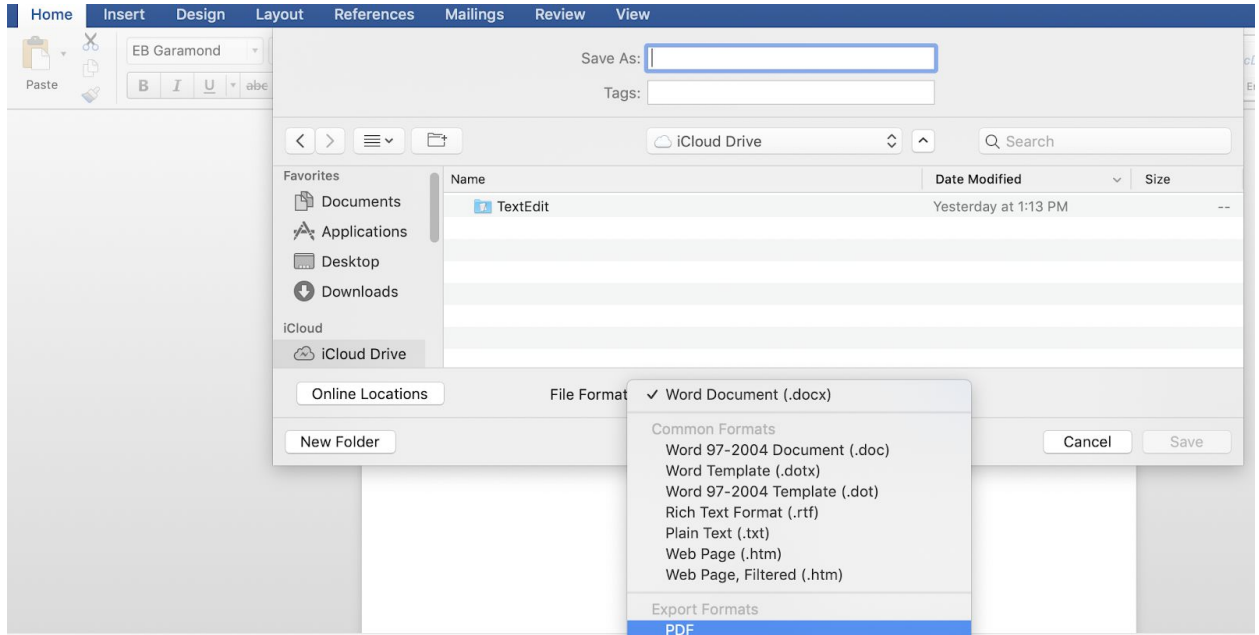 Home Insert Design Layout References Mailings Review View
EB Garamond
Paste
B I U abc
Save As:
Tags:
iCloud Drive
Search
Favorites
Documents
Applications
Desktop
Downloads
iCloud
iCloud Drive
Name Date Modified Size
TextEdit Yesterday at 1:13 PM --
Online Locations
File Format
✓ Word Document (.docx)
Common Formats
Word 97-2004 Document (.doc)
Word Template (.dotx)
Word 97-2004 Template (.dot)
Rich Text Format (.rtf)
Plain Text (.txt)
Web Page (.htm)
Web Page, Filtered (.htm)
Export Formats
PDF
New Folder
Cancel Save